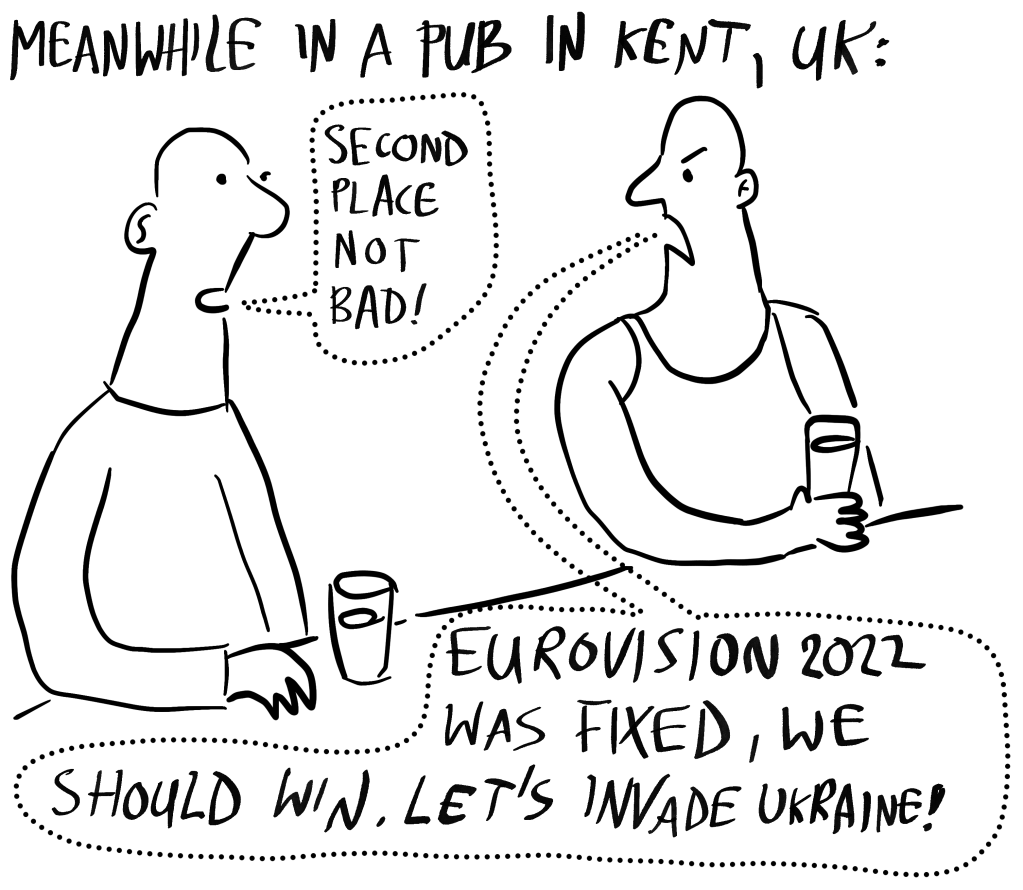 MEANWHILE IN A PUB IN KENT, UK:
SECOND
PLACE
NOT
BAD!
EUROVISION 2022
WAS FIXED, WE
SHOULD WIN. LET'S INVADE UKRAINE!